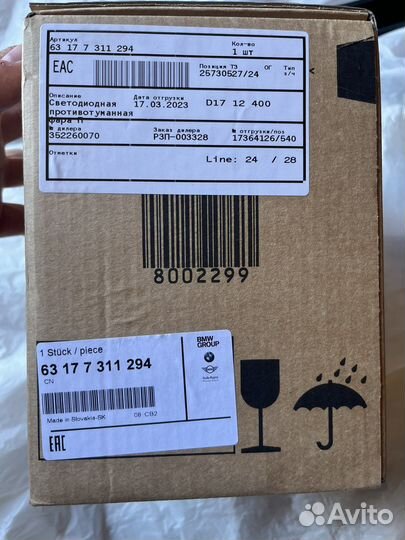 Артикул Кол-во
63 17 7 311 294 1 шт
EAC Позиция ТЗ ОГ Тип
25730527/24 з/ч
Описание Дата отгрузки
Светодиодная 17.03.2023 D17 12 400
противотуманная
фара П
№ дилера Заказ дилера № отгрузки/поз
352260070 РЗП-003328 17364126/540
Отметки
Line: 24 / 28
8002299
1 Stück / piece
BMW
GROUP
63 17 7 311 294
CN
Made in Slovakia-SK 08 CB2
EAC
Avito